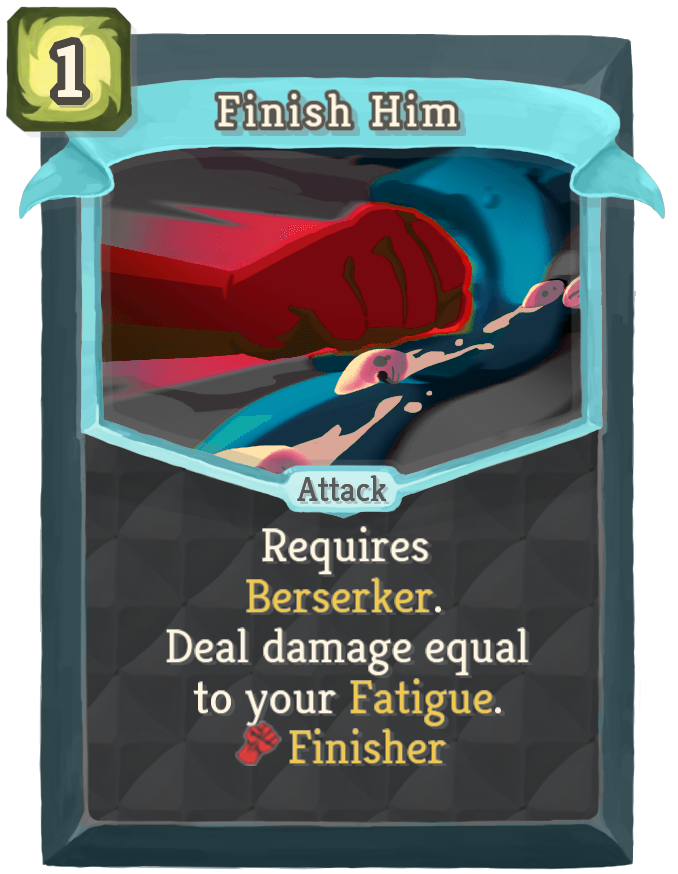 1
Finish Him
Attack
Requires
Berserker.
Deal damage equal
to your Fatigue.
Finisher